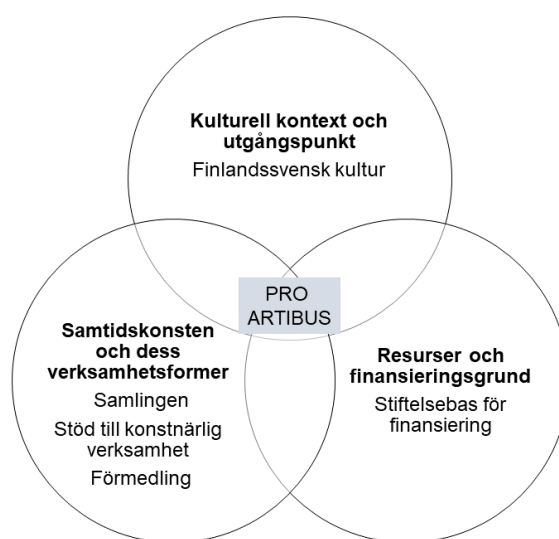 Kulturell kontext och
utgångspunkt
Finlandssvensk kultur
PRO
ARTIBUS
Samtidskonsten
och dess
verksamhetsformer
Samlingen
Stöd till konstnärlig
verksamhet
Förmedling
Resurser och
finansieringsgrund
Stiftelsebas för
finansiering